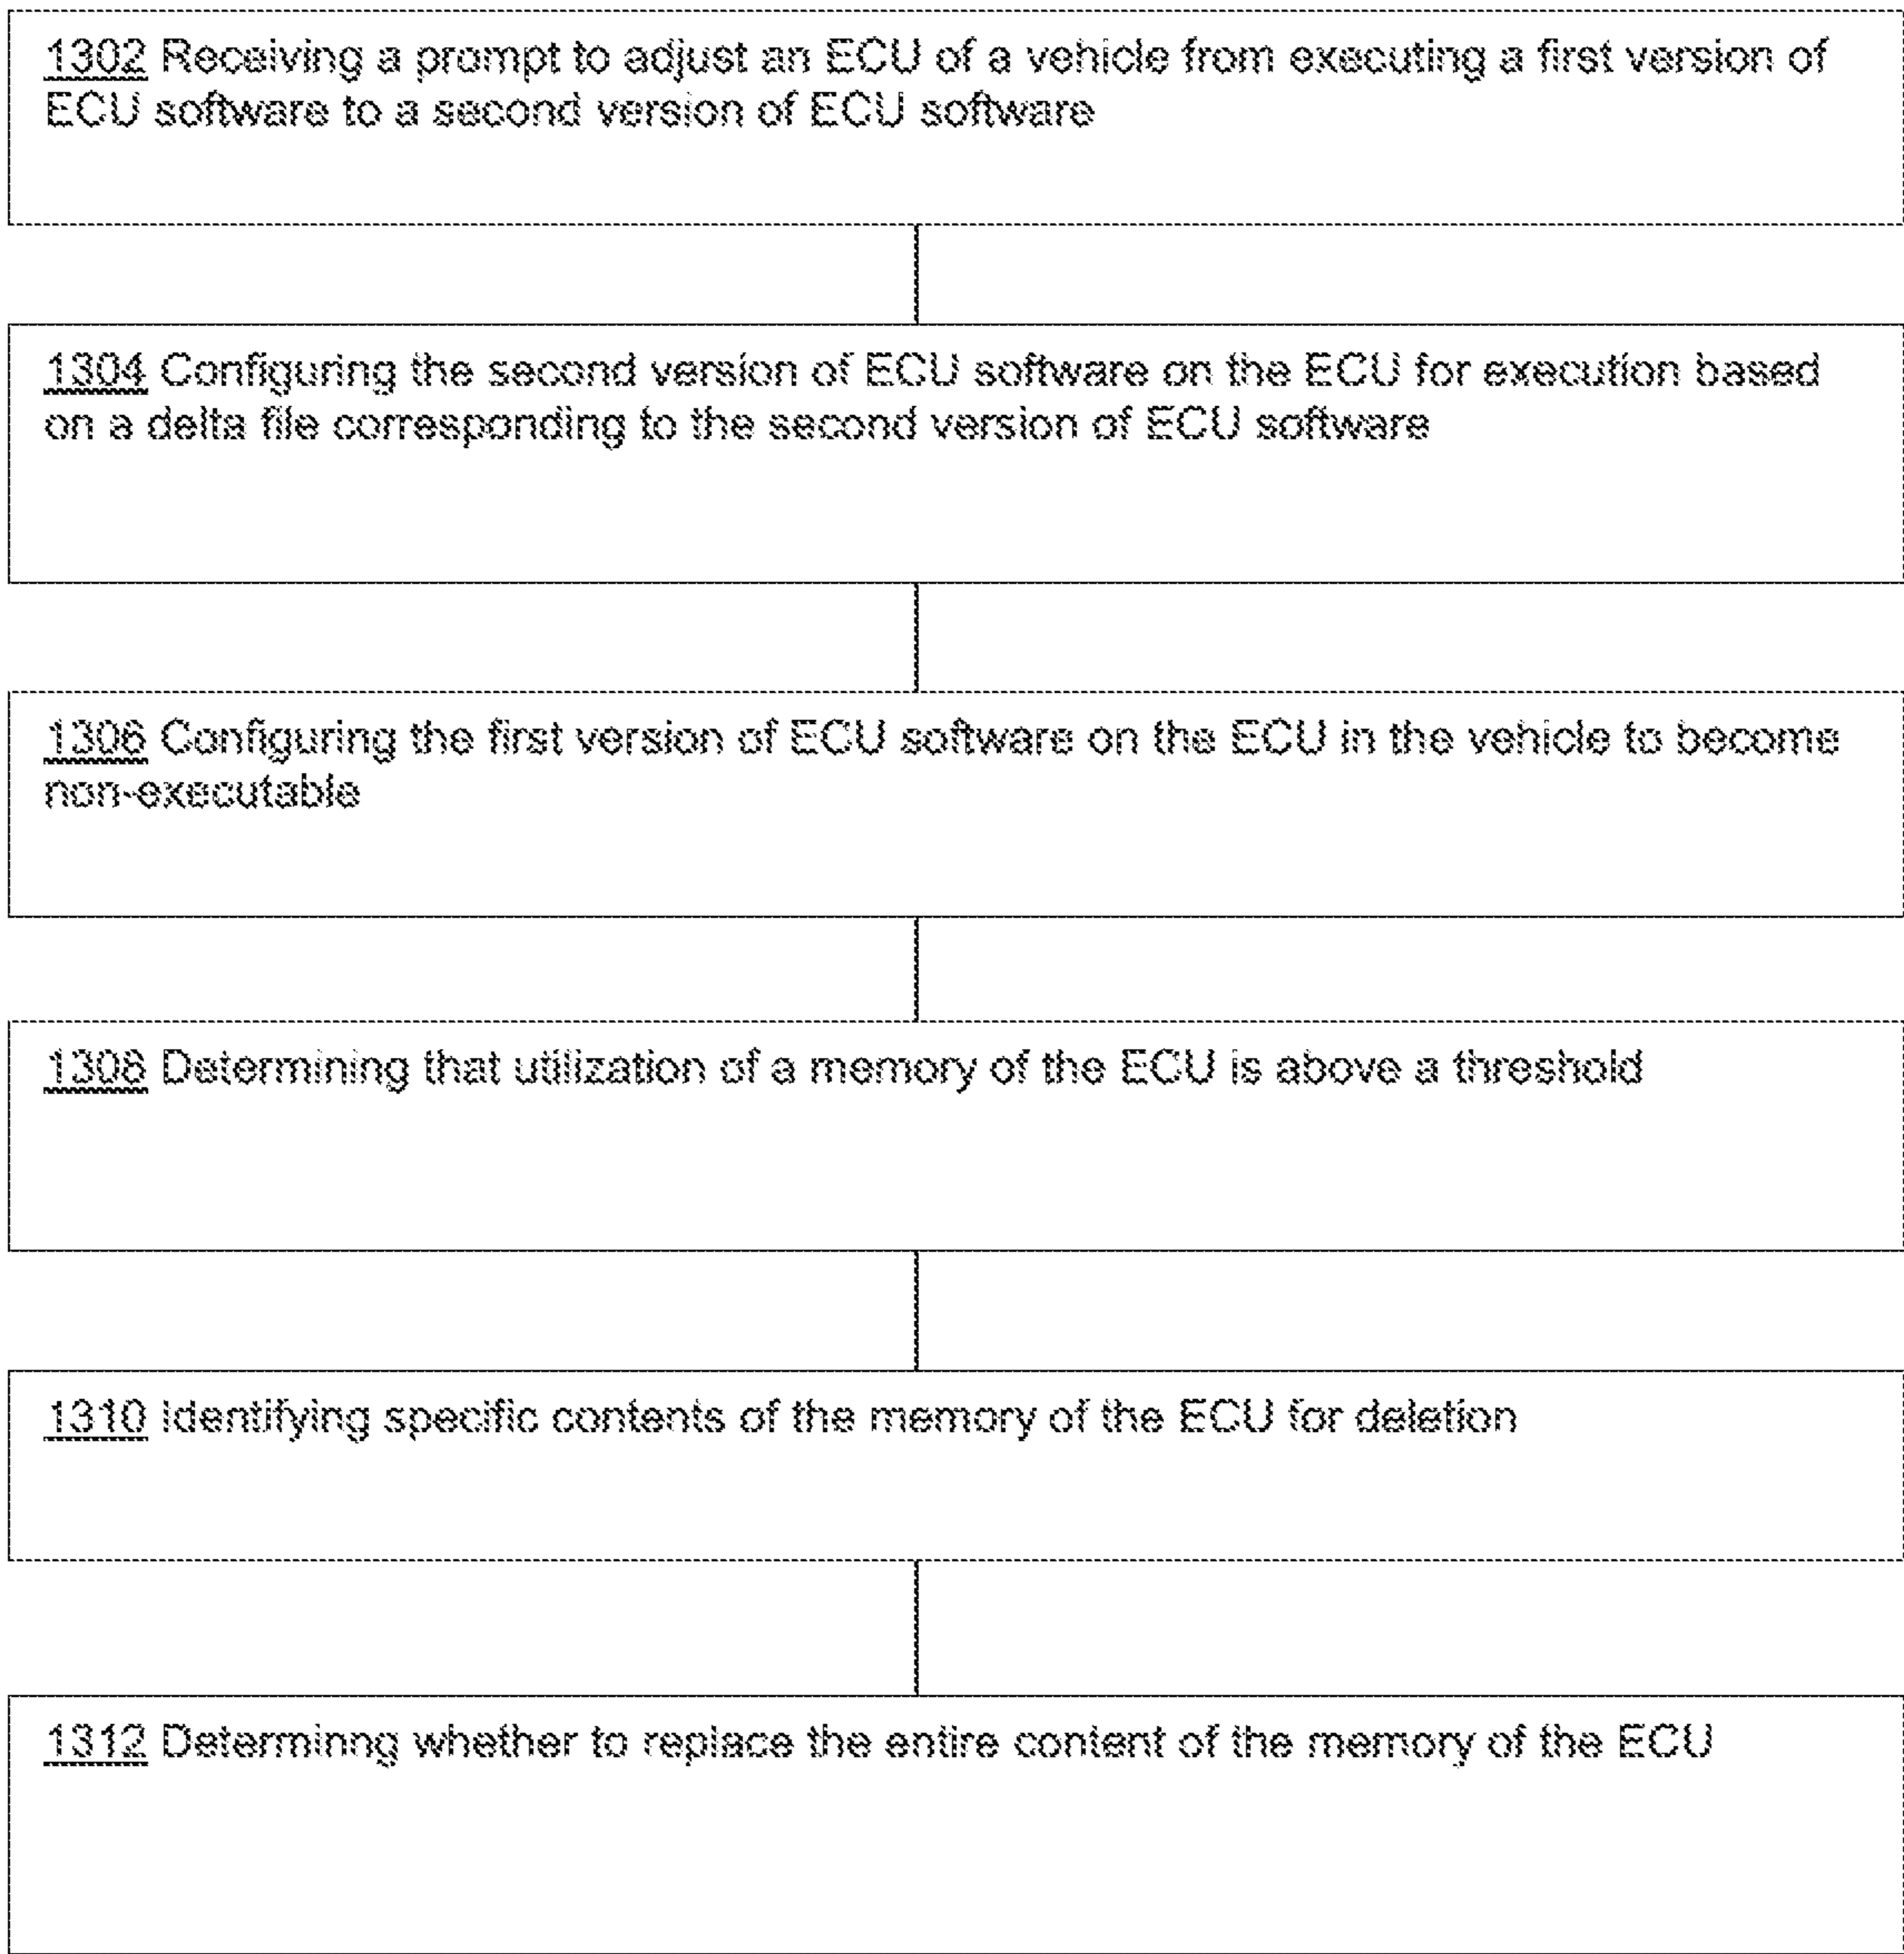 1302 Receiving a prompt to adjust an ECU of a vehicle from executing a first version of
ECU software to a second version of ECU software
1304 Configuring the second version of ECU software on the ECU for execution based
on a delta file corresponding to the second version of ECU software
1306 Configuring the first version of ECU software on the ECU in the vehicle to become
non-executable
1308 Determining that utilization of a memory of the ECU is above a threshold
1310 Identifying specific contents of the memory of the ECU for deletion
1312 Determinng whether to replace the entire content of the memory of the ECU